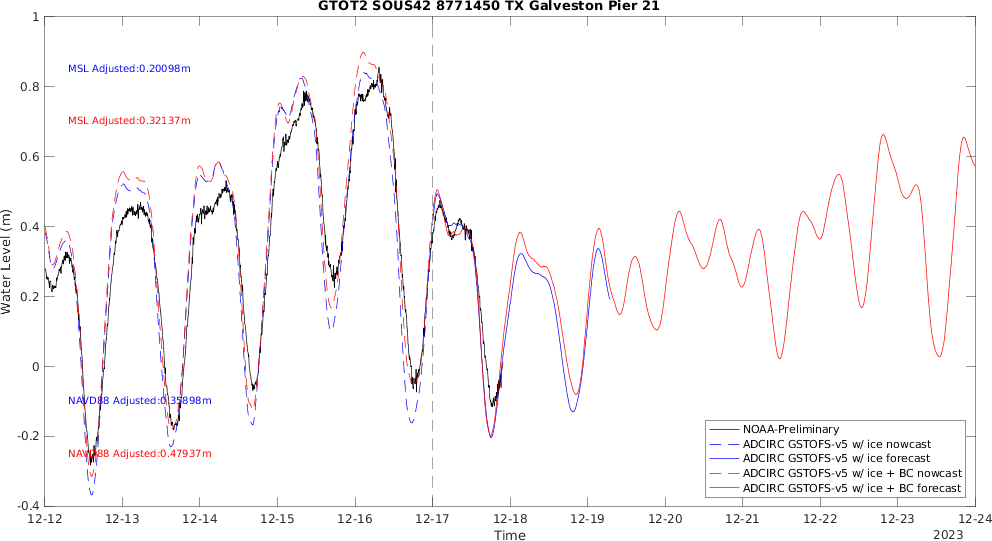 GTOT2 SOUS42 8771450 TX Galveston Pier 21
1
0.8
0.6
0.4
0.2
0
-0.2
-0.4
Water Level (m)
MSL Adjusted:0.20098m
MSL Adjusted:0.32137m
NAVD88 Adjusted:0.35898m
NAVD88 Adjusted:0.47937m
NOAA-Preliminary
ADCIRC GSTOFS-v5 w/ ice nowcast
ADCIRC GSTOFS-v5 w/ ice forecast
ADCIRC GSTOFS-v5 w/ ice + BC nowcast
ADCIRC GSTOFS-v5 w/ ice + BC forecast
12-12 12-13 12-14 12-15 12-16 12-17 12-18 12-19 12-20 12-21 12-22 12-23 12-24
Time
2023